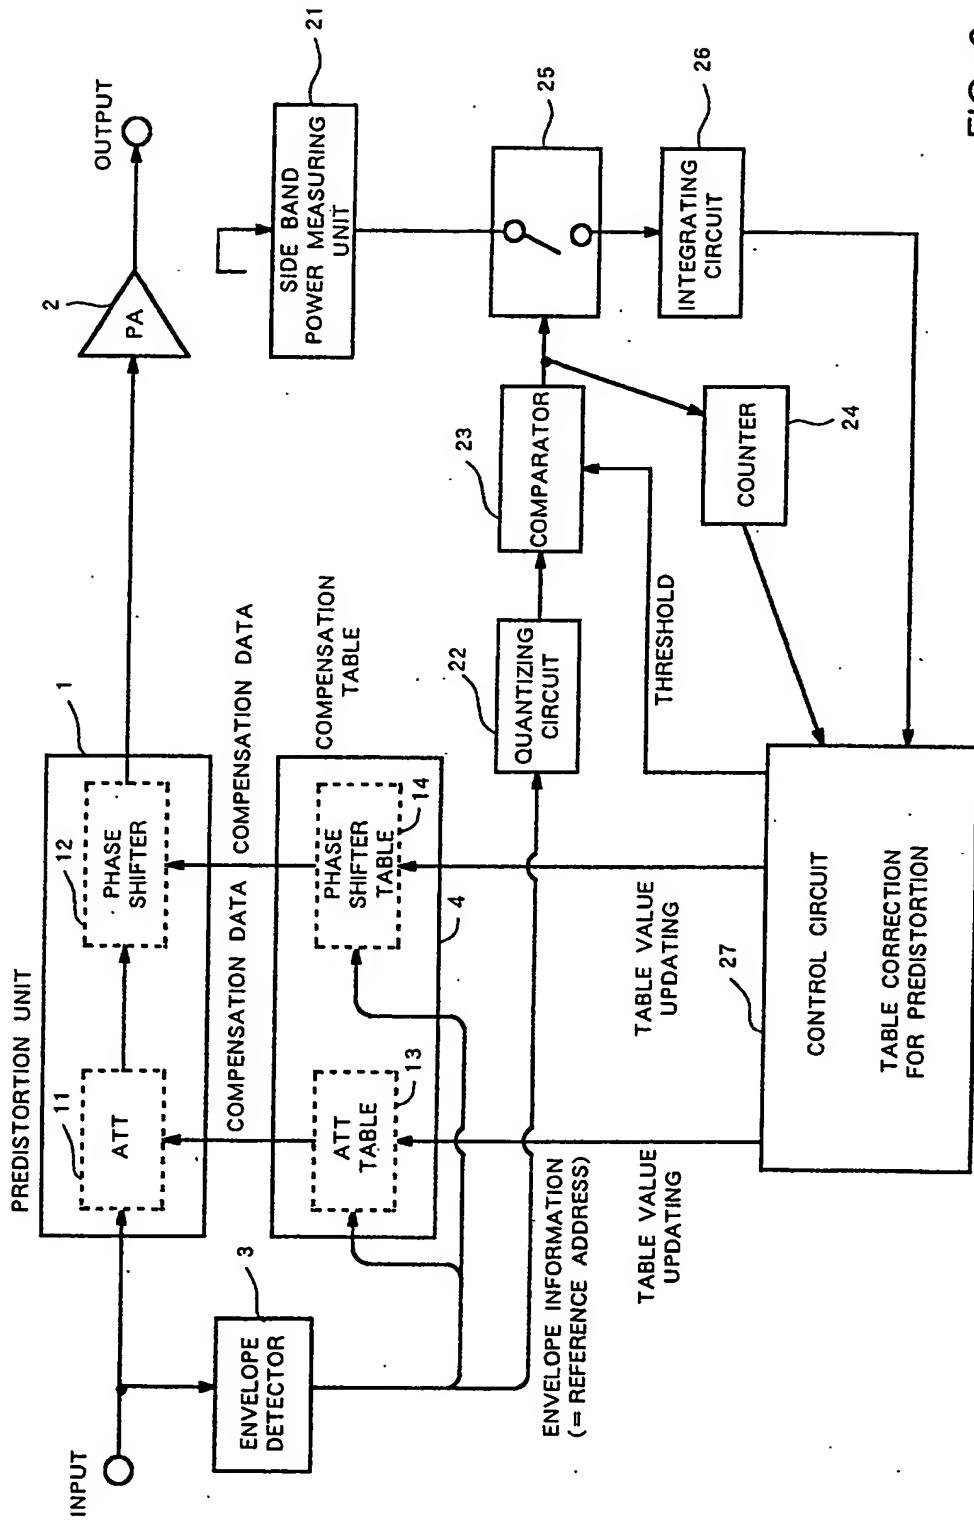 INPUT
PREDISTORTION UNIT
1
11
ATT
12
PHASE
SHIFTER
2
PA
OUTPUT
3
ENVELOPE
DETECTOR
COMPENSATION DATA
COMPENSATION DATA
COMPENSATION
TABLE
ATT
TABLE
13
PHASE
SHIFTER
TABLE
14
4
SIDE BAND
POWER MEASURING
UNIT
21
ENVELOPE INFORMATION
(= REFERENCE ADDRESS)
22
QUANTIZING
CIRCUIT
23
COMPARATOR
25
THRESHOLD
COUNTER
24
INTEGRATING
CIRCUIT
26
TABLE VALUE
UPDATING
TABLE VALUE
UPDATING
27
CONTROL CIRCUIT
TABLE CORRECTION
FOR PREDISTORTION
FIG.